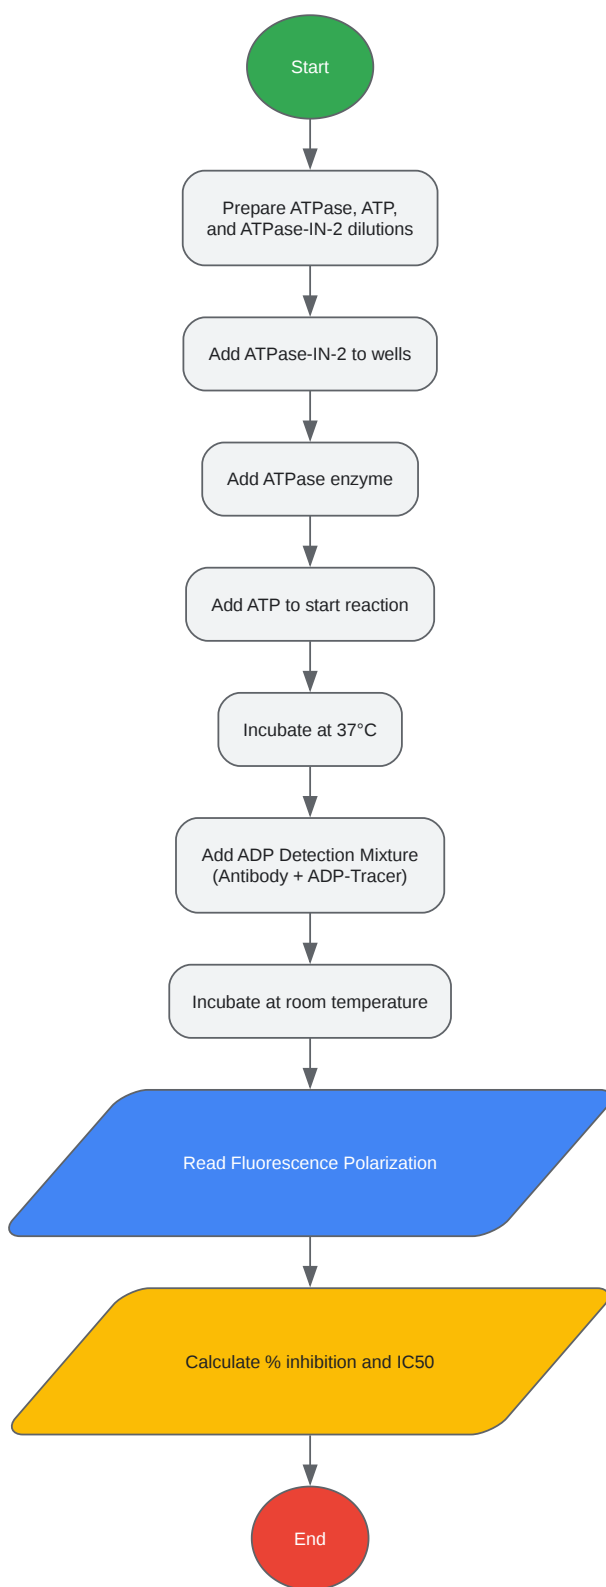 Start
Prepare ATPase, ATP,
and ATPase-IN-2 dilutions
Add ATPase-IN-2 to wells
Add ATPase enzyme
Add ATP to start reaction
Incubate at 37°C
Add ADP Detection Mixture
(Antibody + ADP-Tracer)
Incubate at room temperature
Read Fluorescence Polarization
Calculate % inhibition and IC50
End